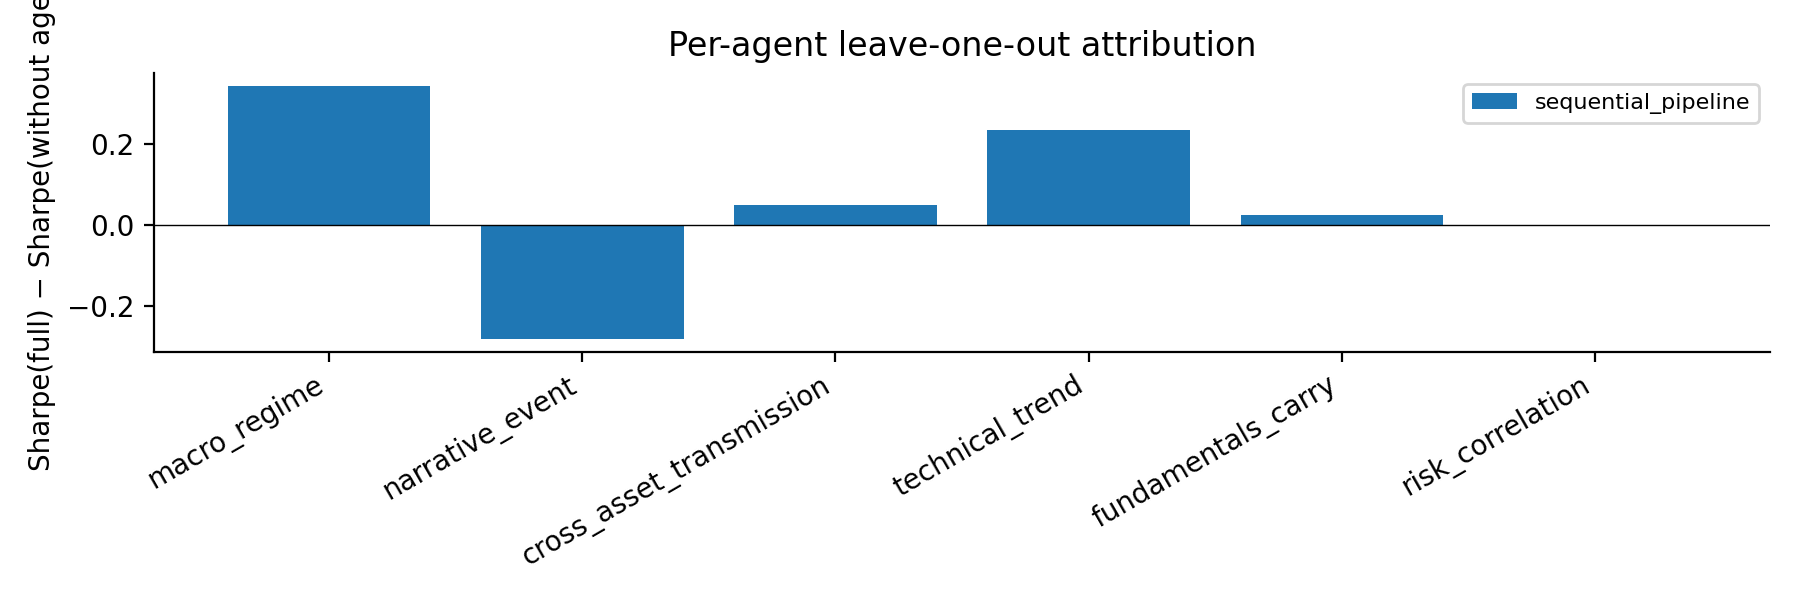 Per-agent leave-one-out attribution
Sharpe(full) − Sharpe(without age
sequential_pipeline
0.2
0.0
−0.2
macro_regime
narrative_event
cross_asset_transmission
technical_trend
fundamentals_carry
risk_correlation